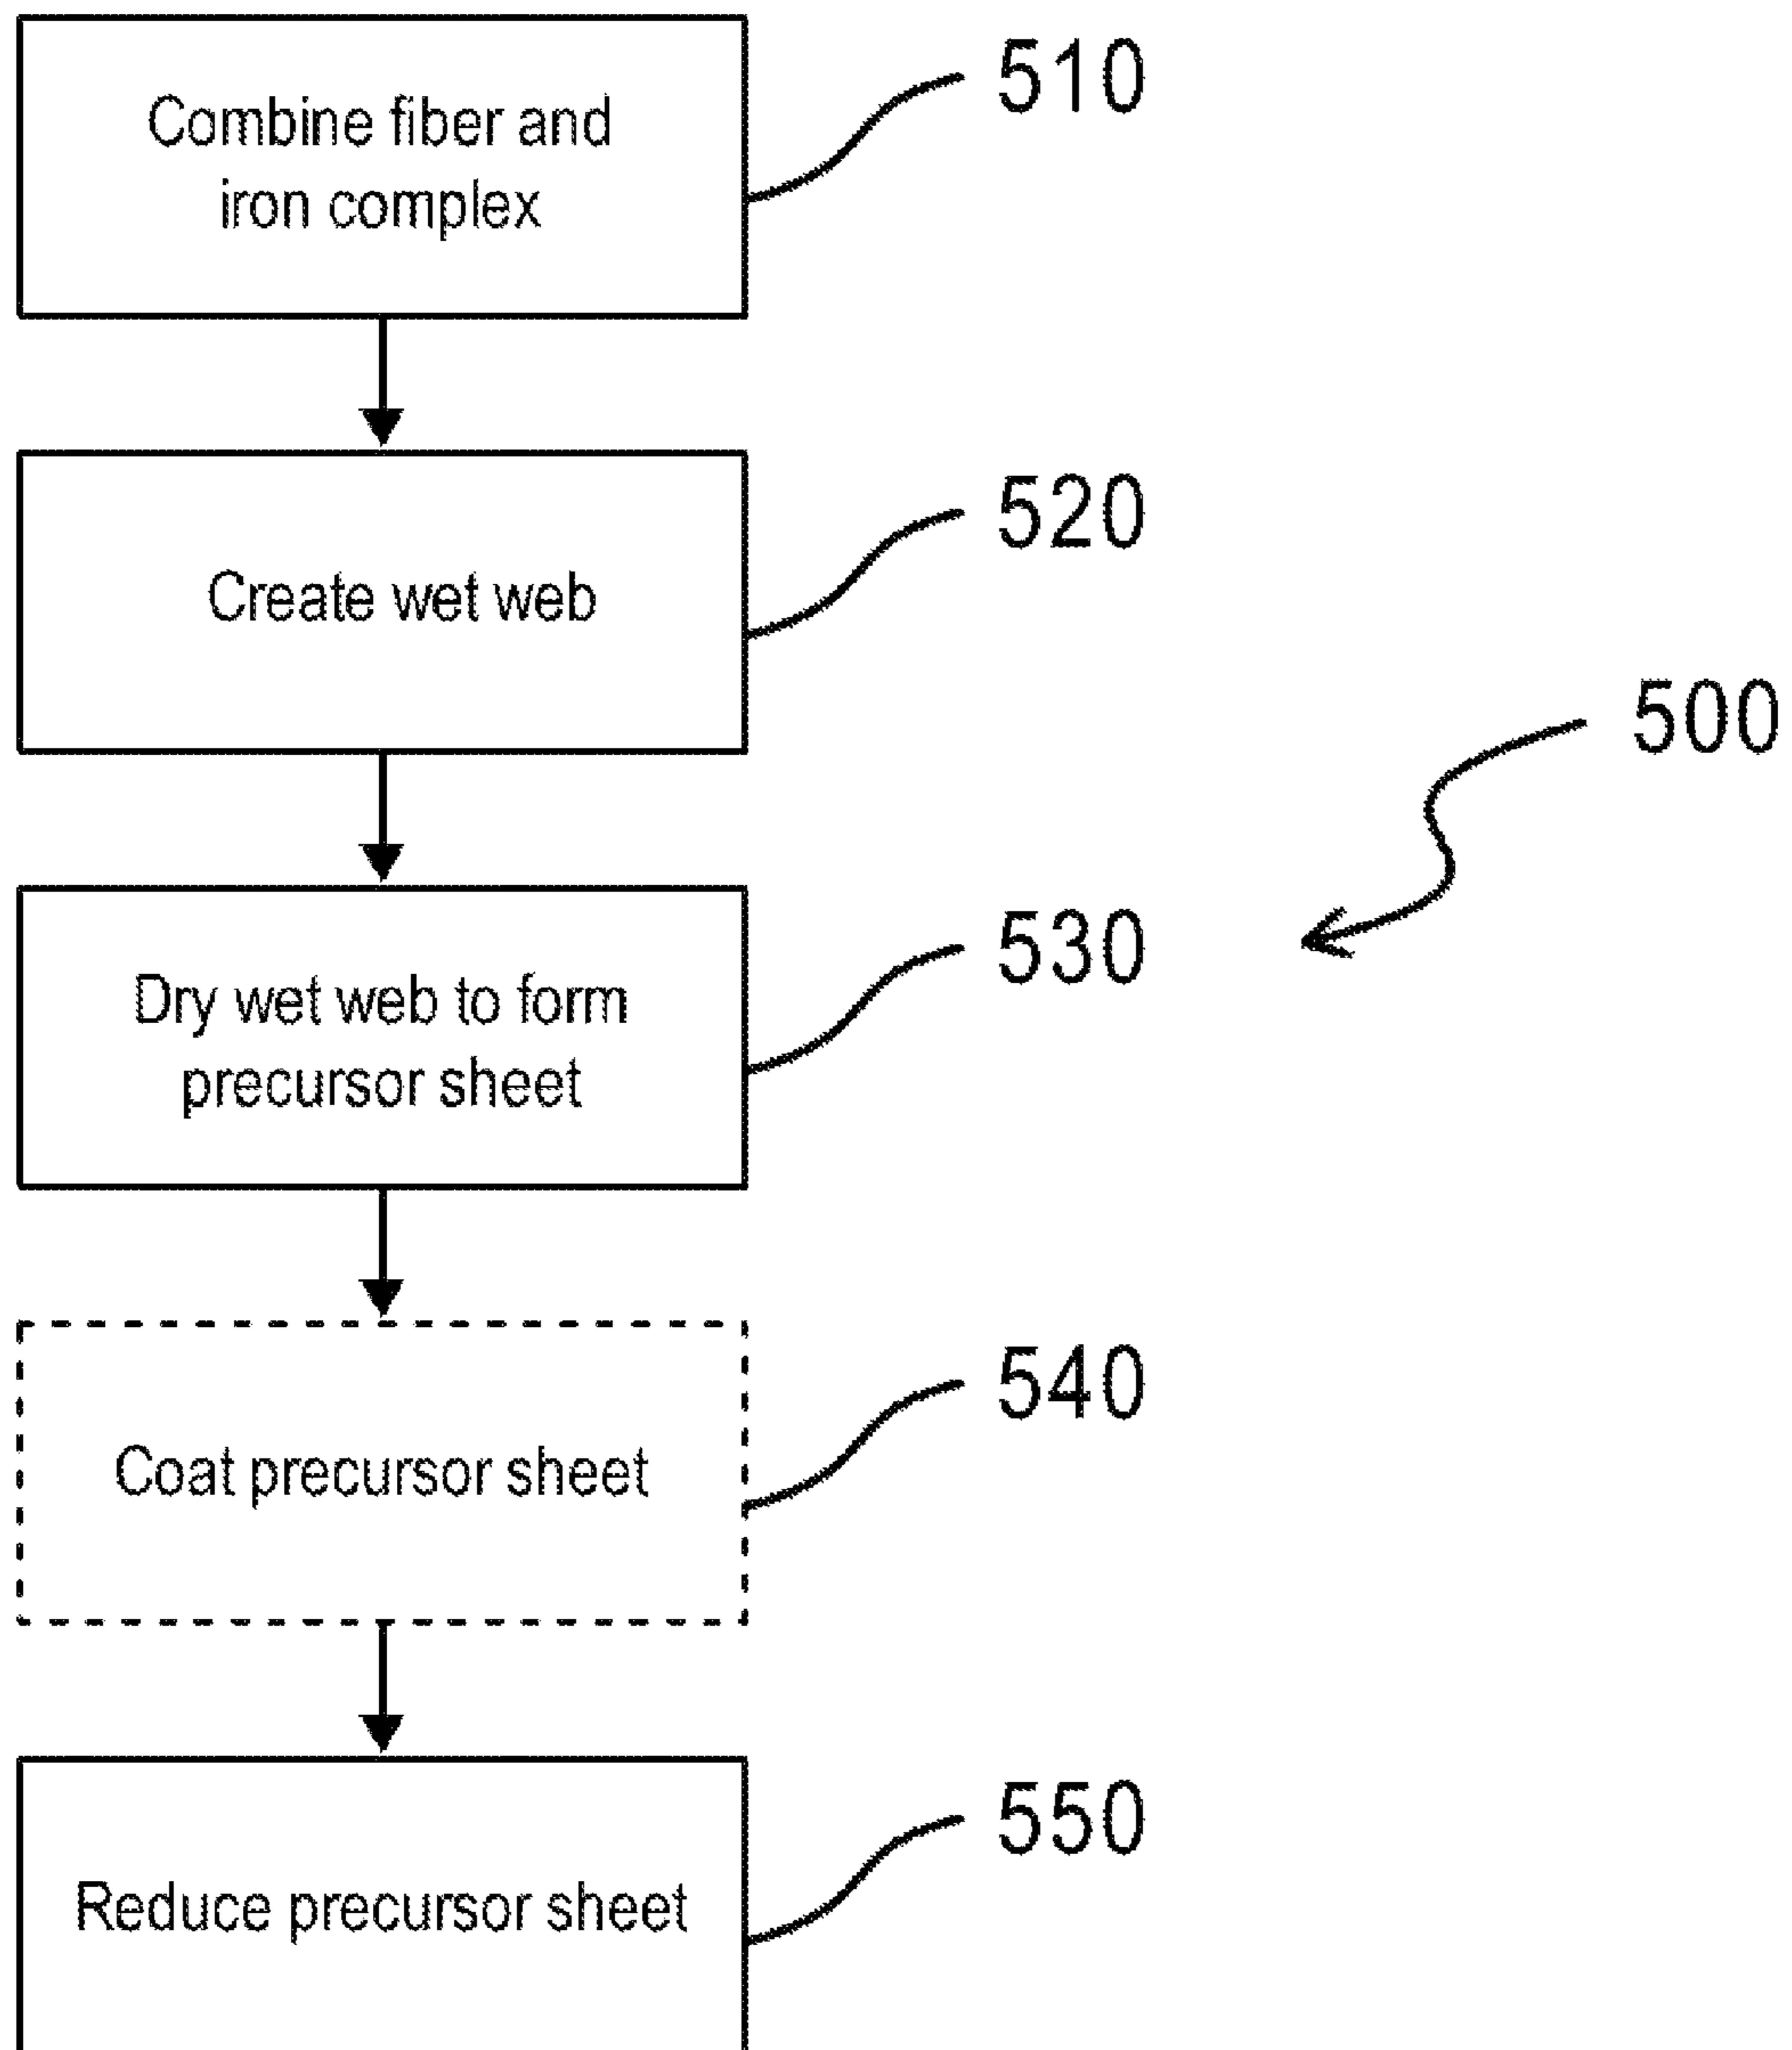 Combine fiber and
iron complex
510
Create wet web
520
500
Dry wet web to form
precursor sheet
530
Coat precursor sheet
540
Reduce precursor sheet
550